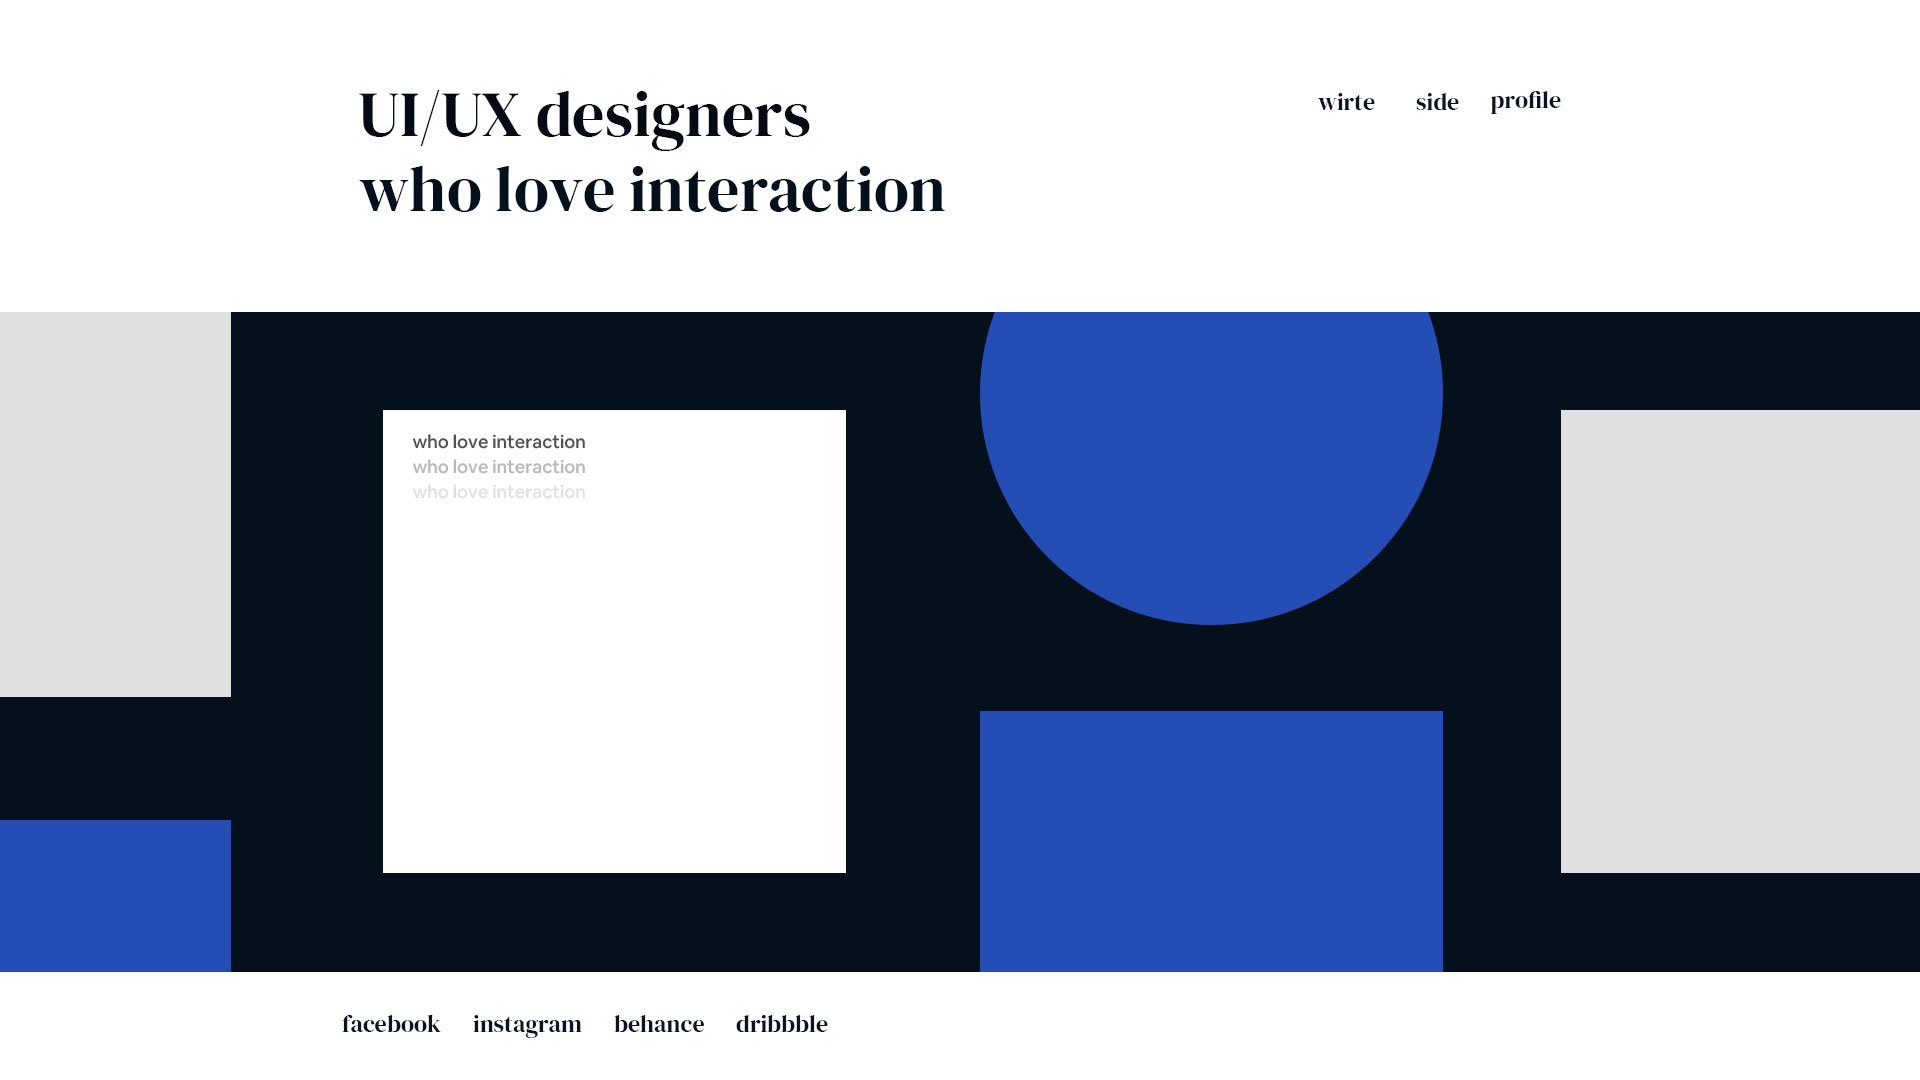 UI/UX designers
who love interaction
wirte side profile
who love interaction
who love interaction
who love interaction
facebook instagram behance dribbble